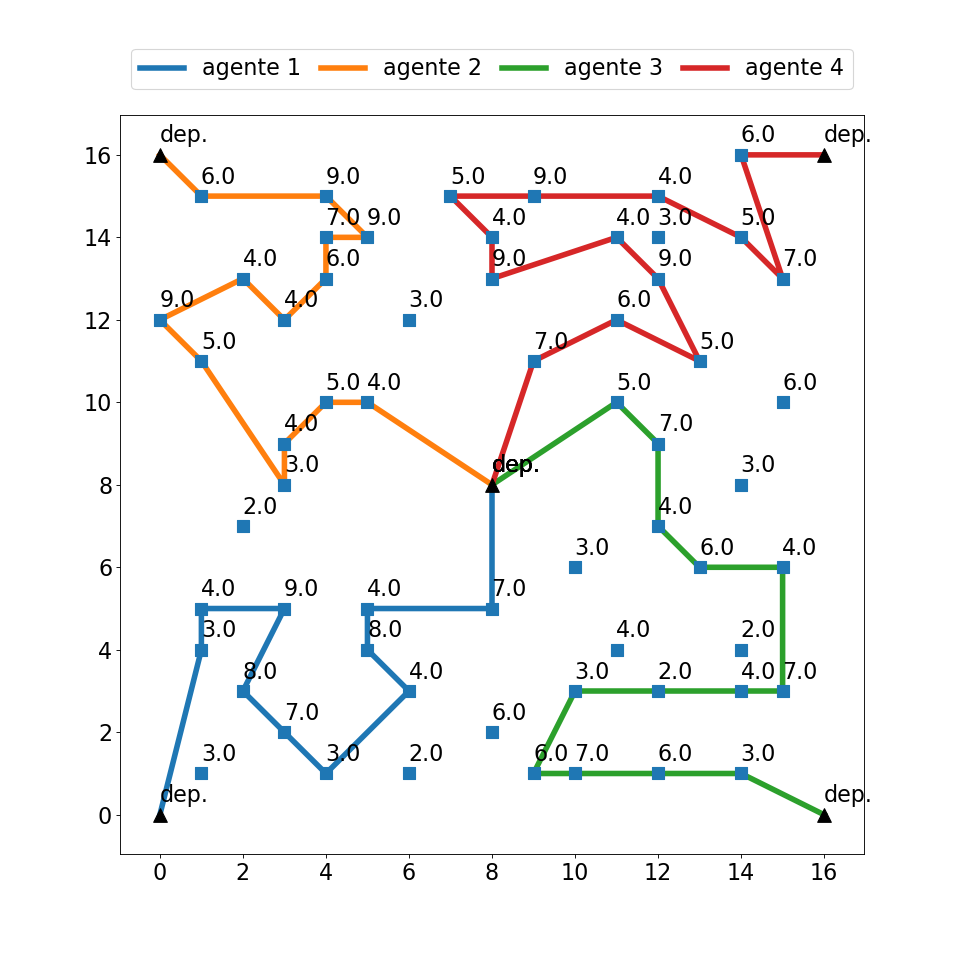 agente 1 agente 2 agente 3 agente 4
dep. 6.0 dep.
16
6.0 9.0 5.0 9.0 4.0
7.0 9.0 4.0 4.0 3.0 5.0
14
4.0 6.0 9.0 9.0 7.0
9.0 4.0 3.0 6.0
12
5.0 7.0 5.0
5.0 4.0 5.0 6.0
10
4.0 7.0
3.0 dep. dep. 3.0
8
2.0 4.0
3.0 6.0 4.0
6
4.0 9.0 4.0 7.0
3.0 8.0 4.0 2.0
4
8.0 4.0 3.0 2.0 4.0 7.0
7.0 6.0
2
3.0 3.0 2.0 6.0 7.0 6.0 3.0
dep. dep.
0
0 2 4 6 8 10 12 14 16